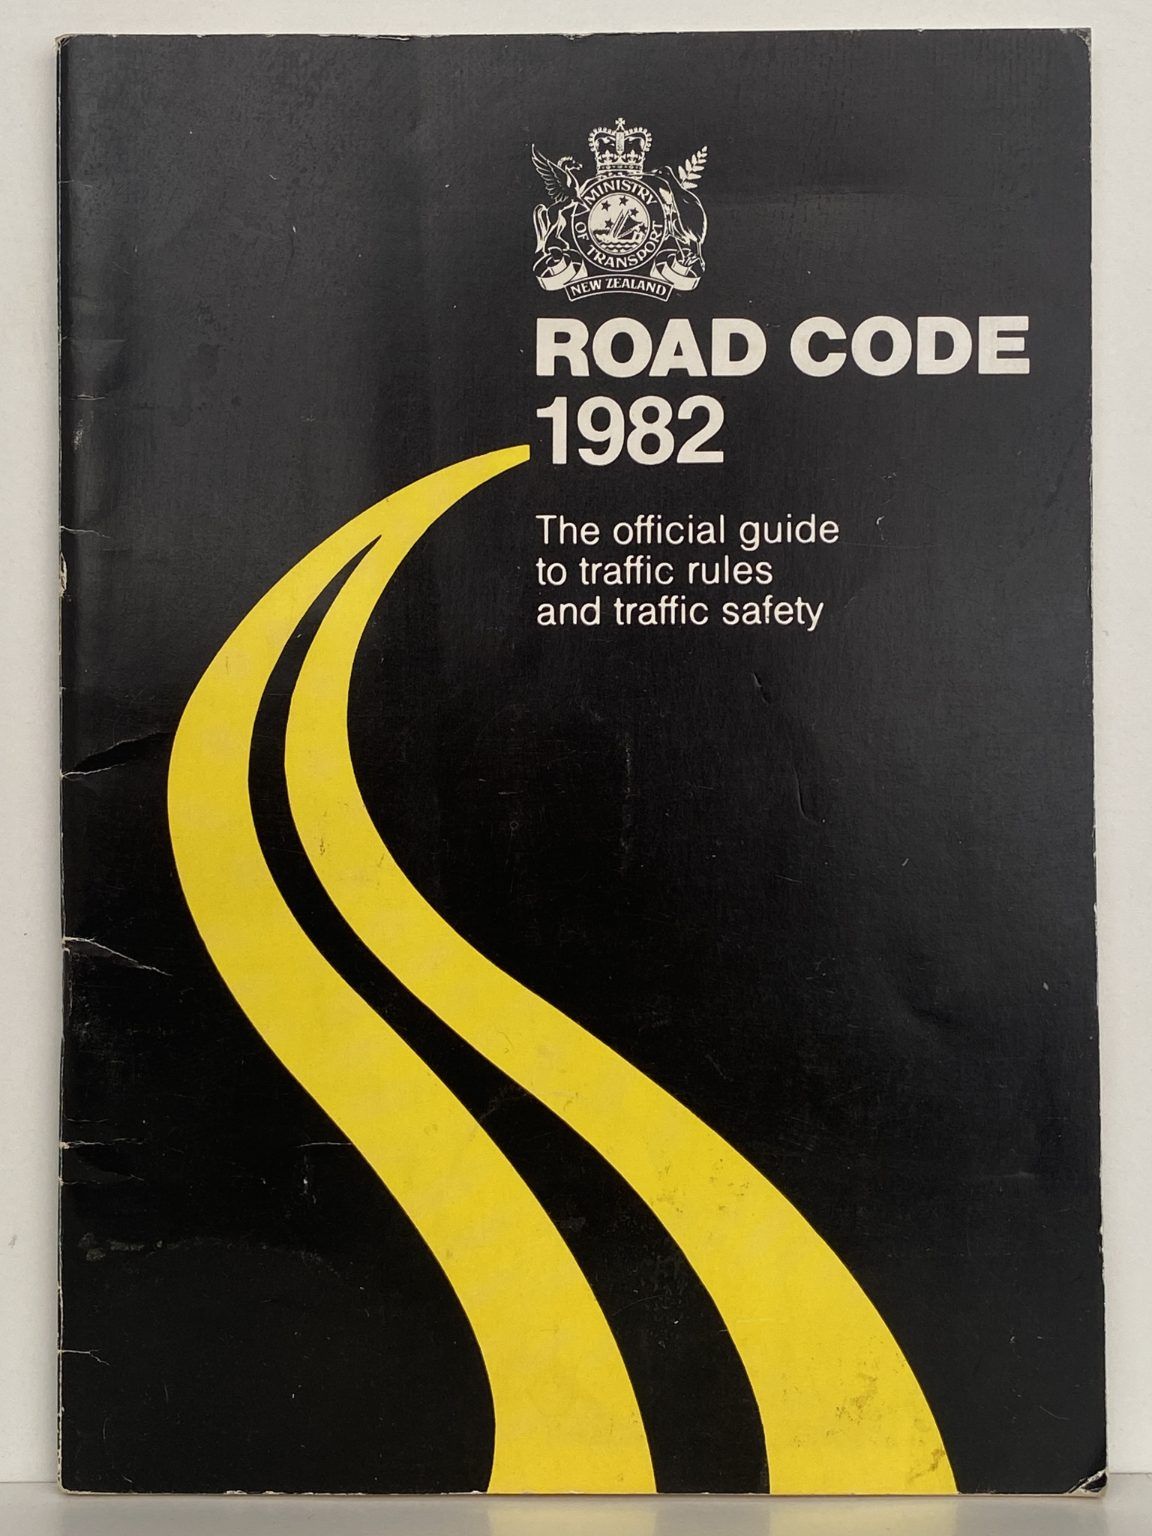 MINISTRY
OF TRANSPORT
NEW ZEALAND
ROAD CODE
1982
The official guide
to traffic rules
and traffic safety